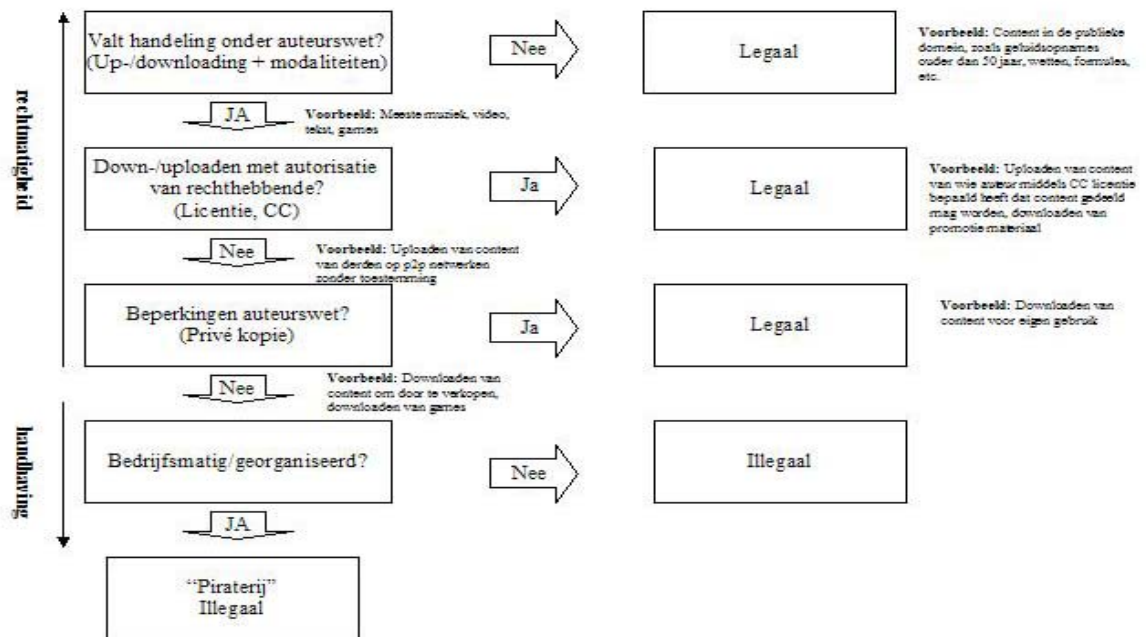 Valt handeling onder auteurswet?
(Up-/downloading + modaliteiten)
Nee
Legaal
Voorbeeld: Content in de publieke
domein, zoals geluidsopnames
ouder dan 50 jaar, wetten, formules,
etc.
rechtmatigheid
JA
Voorbeeld: Meeste muziek, video,
tekst, games
Down-/uploaden met autorisatie
van rechthebbende?
(Licentie, CC)
Ja
Legaal
Voorbeeld: Uploaden van content
van wie auteur middels CC licentie
bepaald heeft dat content gedeeld
mag worden, downloaden van
promotie materiaal
Nee
Voorbeeld: Uploaden van content
van derden op p2p netwerken
zonder toestemming
Beperkingen auteurswet?
(Privé kopie)
Ja
Legaal
Voorbeeld: Downloaden van
content voor eigen gebruik
Nee
Voorbeeld: Downloaden van
content om door te verkopen,
downloaden van games
handhaving
Bedrijfsmatig/georganiseerd?
Nee
Illegaal
JA
“Piraterij”
Illegaal